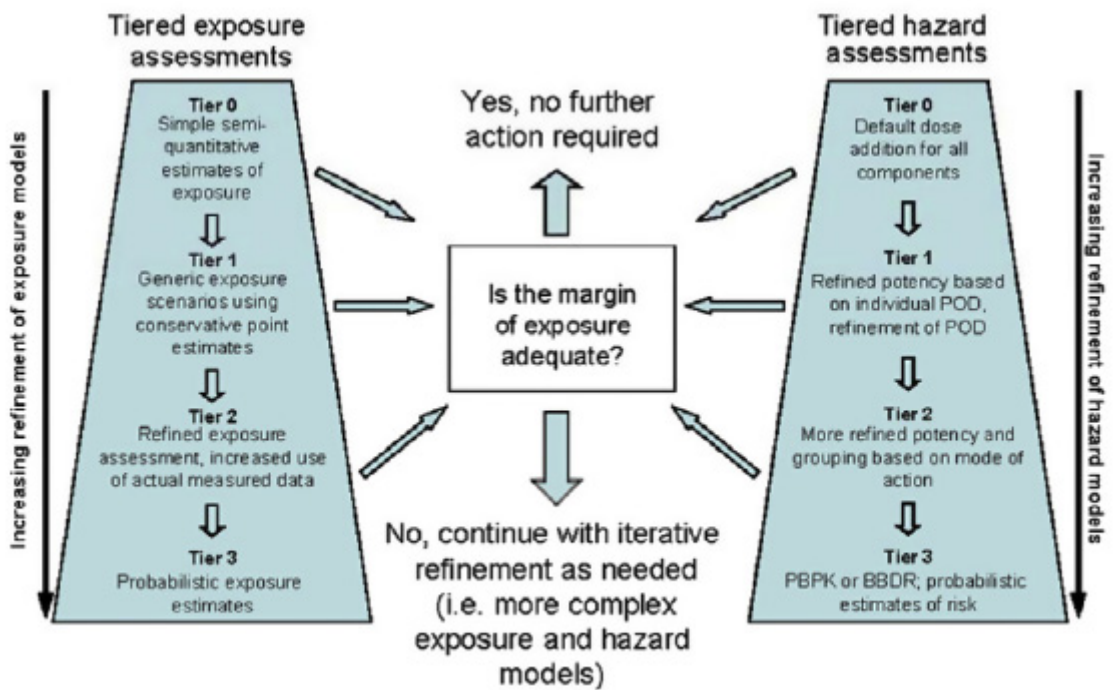 Tiered exposure
assessments
Tiered hazard
assessments
Increasing refinement of exposure models
Tier 0
Simple semi-
quantitative
estimates of
exposure
Tier 1
Generic exposure
scenarios using
conservative point
estimates
Tier 2
Refined exposure
assessment, increased use
of actual measured data
Tier 3
Probabilistic exposure
estimates
Yes, no further
action required
Is the margin
of exposure
adequate?
No, continue with iterative
refinement as needed
(i.e. more complex
exposure and hazard
models)
Tier 0
Default dose
addition for all
components
Tier 1
Refined potency based
on individual POD,
refinement of POD
Tier 2
More refined potency and
grouping based on mode of
action
Tier 3
PBPK or BBDR; probabilistic
estimates of risk
Increasing refinement of hazard models